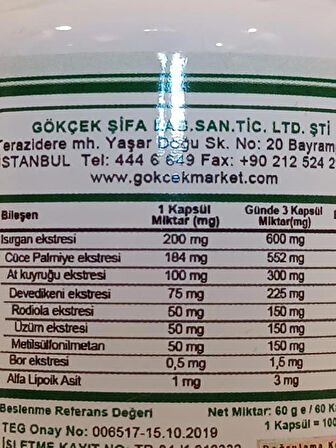 GÖKÇEK ŞİFA LAB.SAN.TİC. LTD. ŞTİ
Terazidere mh. Yaşar Doğu Sk. No: 20 Bayram
İSTANBUL Tel: 444 6 649 Fax: +90 212 524 2
www.gokcekmarket.com
Bileşen 1 Kapsül Miktar (mg) Günde 3 Kapsül Miktar(mg)
Isırgan ekstresi 200 mg 600 mg
Cüce Palmiye ekstresi 184 mg 552 mg
At kuyruğu ekstresi 100 mg 300 mg
Devedikeni ekstresi 75 mg 225 mg
Rodiola ekstresi 50 mg 150 mg
Üzüm ekstresi 50 mg 150 mg
Metilsülfonilmetan 50 mg 150 mg
Bor ekstresi 0,5 mg 1,5 mg
Alfa Lipoik Asit 1 mg 3 mg
Beslenme Referans Değeri Net Miktar: 60 g e / 60 K
1 Kapsül =
TEG Onay No: 006517-15.10.2019
İŞLETME KAYIT NO: